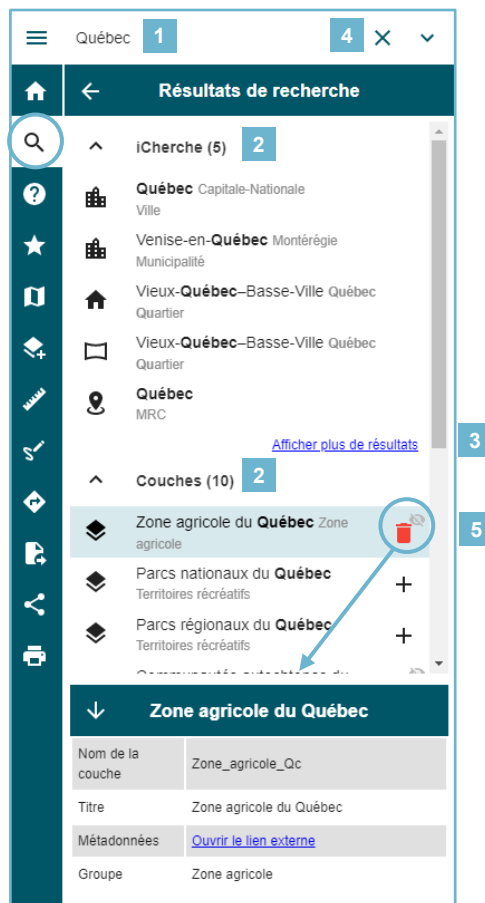 Québec 1 4
Résultats de recherche
iCherche (5) 2
Québec Capitale-Nationale
Ville
Venise-en-Québec Montérégie
Municipalité
Vieux-Québec–Basse-Ville Québec
Quartier
Vieux-Québec–Basse-Ville Québec
Quartier
Québec
MRC
Afficher plus de résultats 3
Couches (10) 2
Zone agricole du Québec Zone
agricole 5
Parcs nationaux du Québec
Territoires récréatifs
Parcs régionaux du Québec
Territoires récréatifs
Zone agricole du Québec
Nom de la
couche Zone_agricole_Qc
Titre Zone agricole du Québec
Métadonnées Ouvrir le lien externe
Groupe Zone agricole